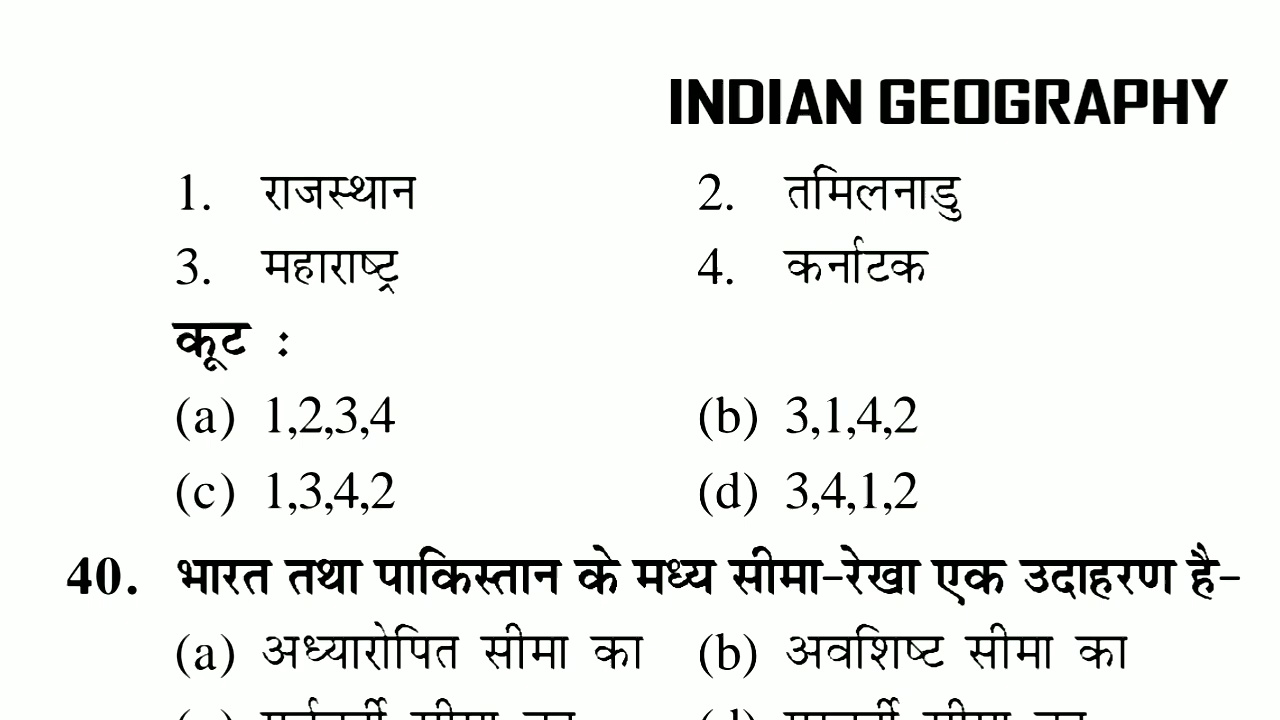 INDIAN GEOGRAPHY
1. राजस्थान 2. तमिलनाडु
3. महाराष्ट्र 4. कर्नाटक
कूट :
(a) 1,2,3,4 (b) 3,1,4,2
(c) 1,3,4,2 (d) 3,4,1,2
40. भारत तथा पाकिस्तान के मध्य सीमा-रेखा एक उदाहरण है-
(a) अध्यारोपित सीमा का (b) अवशिष्ट सीमा का